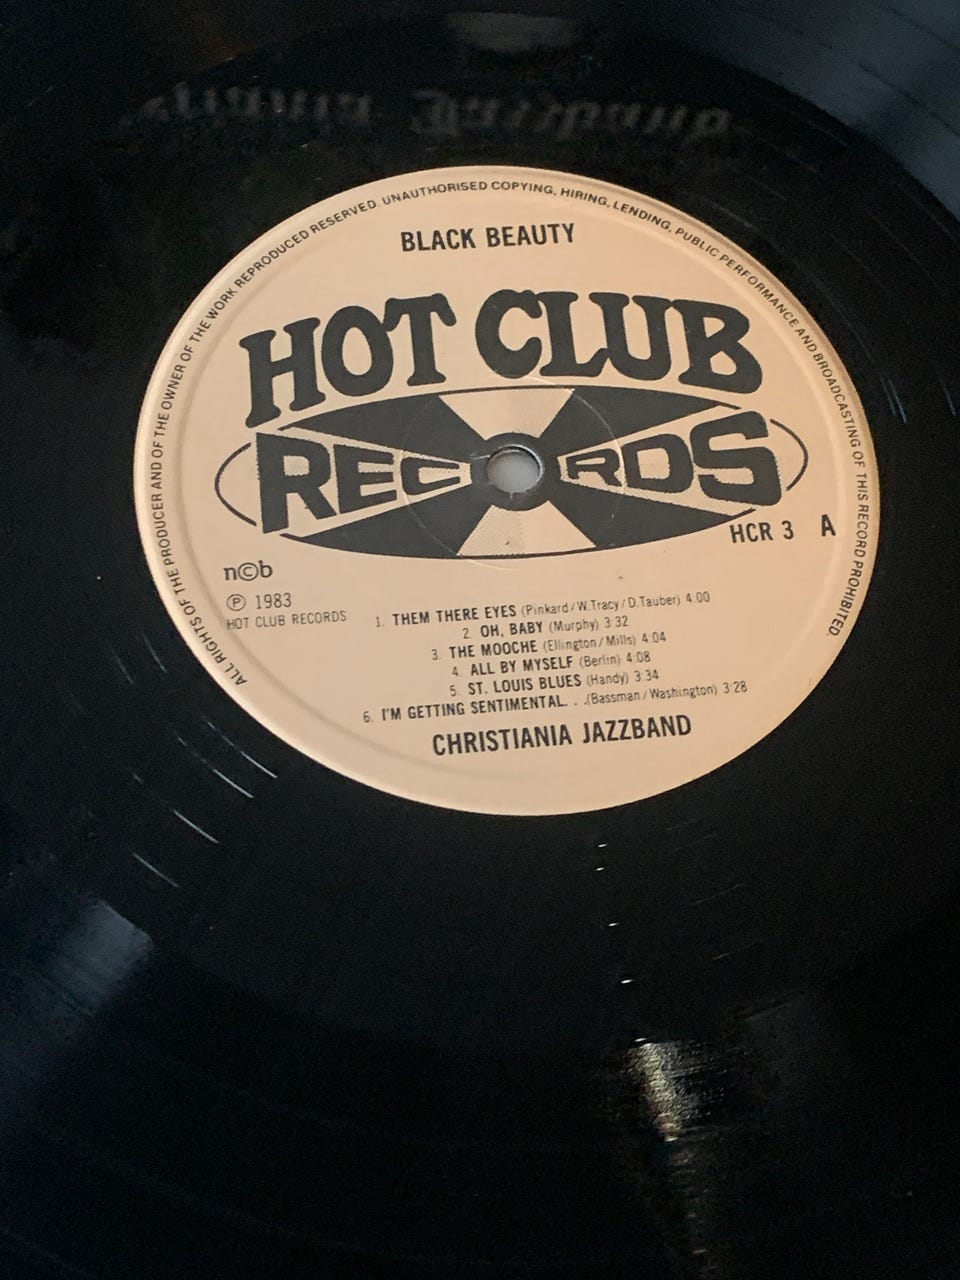 ALL RIGHTS OF THE PRODUCER AND OF THE OWNER OF THE WORK REPRODUCED RESERVED. UNAUTHORISED COPYING, HIRING, LENDING, PUBLIC PERFORMANCE AND BROADCASTING OF THIS RECORD PROHIBITED.
BLACK BEAUTY
HOT CLUB
RECORDS
HCR 3 A
n©b
Ⓟ 1983
HOT CLUB RECORDS
1. THEM THERE EYES (Pinkard/W.Tracy/D.Tauber) 4.00
2. OH, BABY (Murphy) 3:32
3. THE MOOCHE (Ellington/Mills) 4:04
4. ALL BY MYSELF (Berlin) 4:08
5. ST. LOUIS BLUES (Handy) 3:34
6. I'M GETTING SENTIMENTAL. . .(Bassman/Washington) 3:28
CHRISTIANIA JAZZBAND